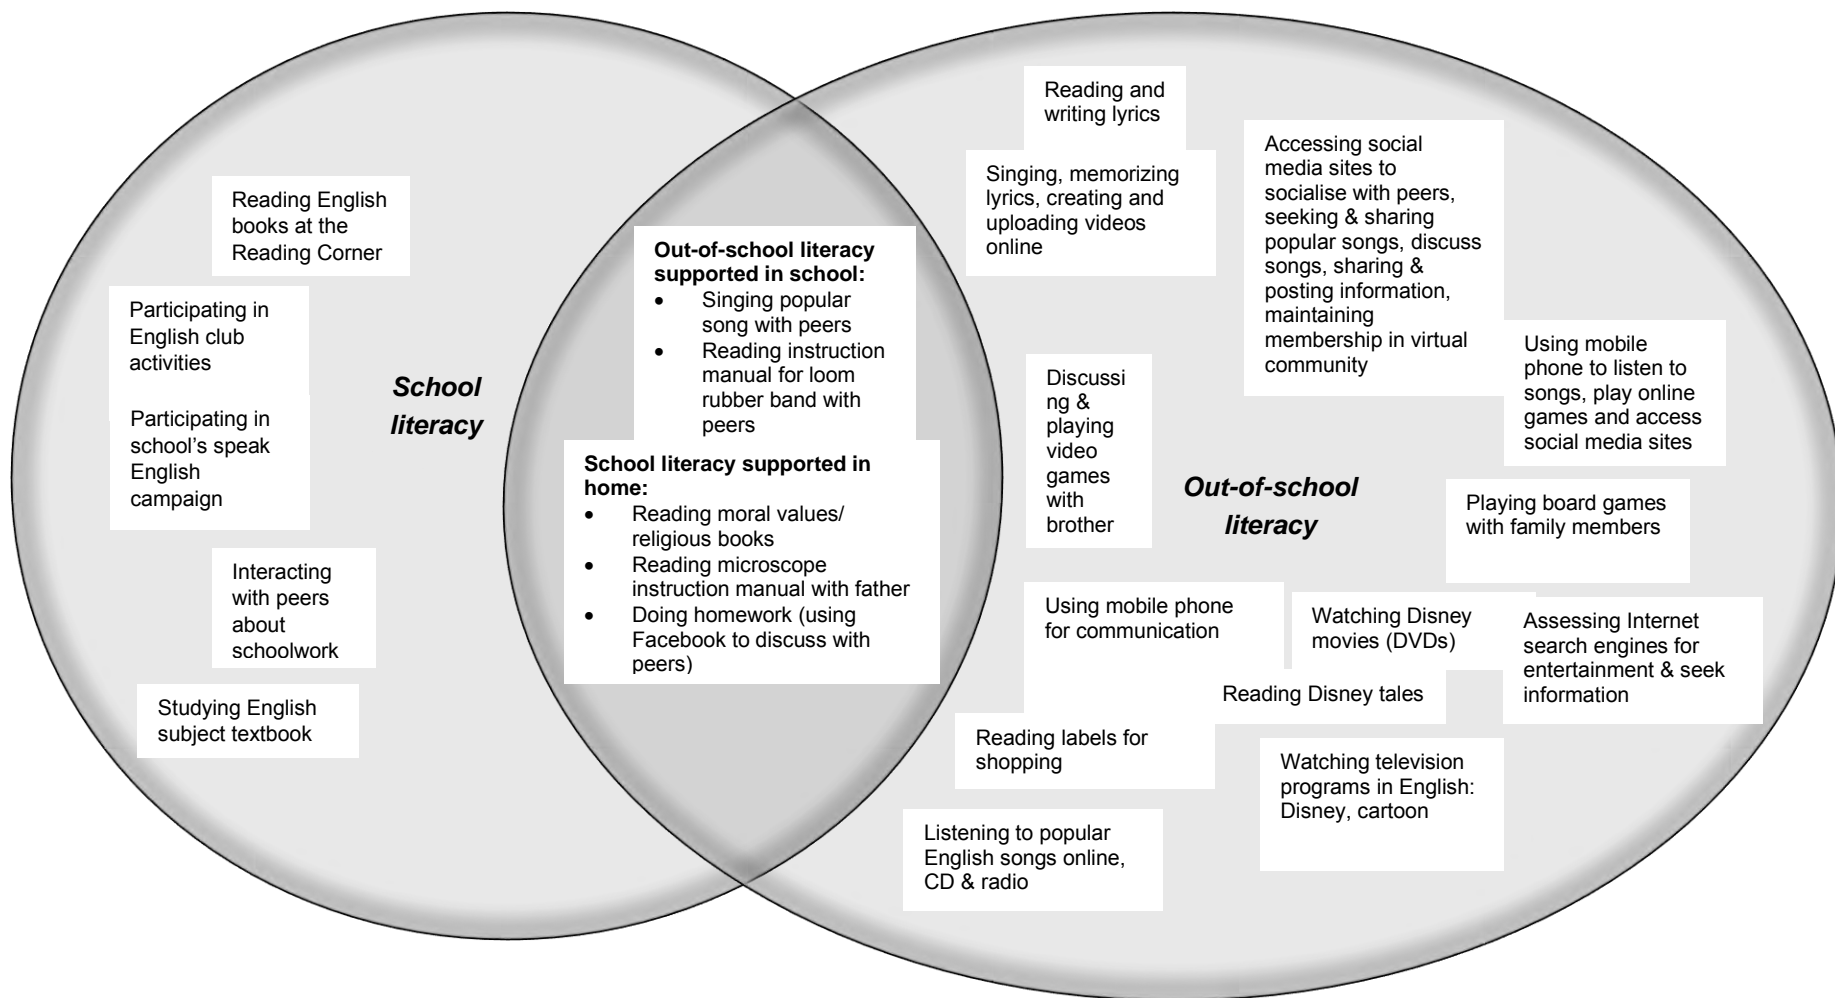 Reading English
books at the
Reading Corner
Participating in
English club
activities
Participating in
school’s speak
English
campaign
School
literacy
Interacting
with peers
about
schoolwork
Studying English
subject textbook
Out-of-school literacy
supported in school:
• Singing popular
song with peers
• Reading instruction
manual for loom
rubber band with
peers
School literacy supported in
home:
• Reading moral values/
religious books
• Reading microscope
instruction manual with father
• Doing homework (using
Facebook to discuss with
peers)
Reading and
writing lyrics
Singing, memorizing
lyrics, creating and
uploading videos
online
Accessing social
media sites to
socialise with peers,
seeking & sharing
popular songs, discuss
songs, sharing &
posting information,
maintaining
membership in virtual
community
Using mobile
phone to listen to
songs, play online
games and access
social media sites
Discussi
ng &
playing
video
games
with
brother
Out-of-school
literacy
Playing board games
with family members
Using mobile phone
for communication
Watching Disney
movies (DVDs)
Assessing Internet
search engines for
entertainment & seek
information
Reading Disney tales
Reading labels for
shopping
Watching television
programs in English:
Disney, cartoon
Listening to popular
English songs online,
CD & radio